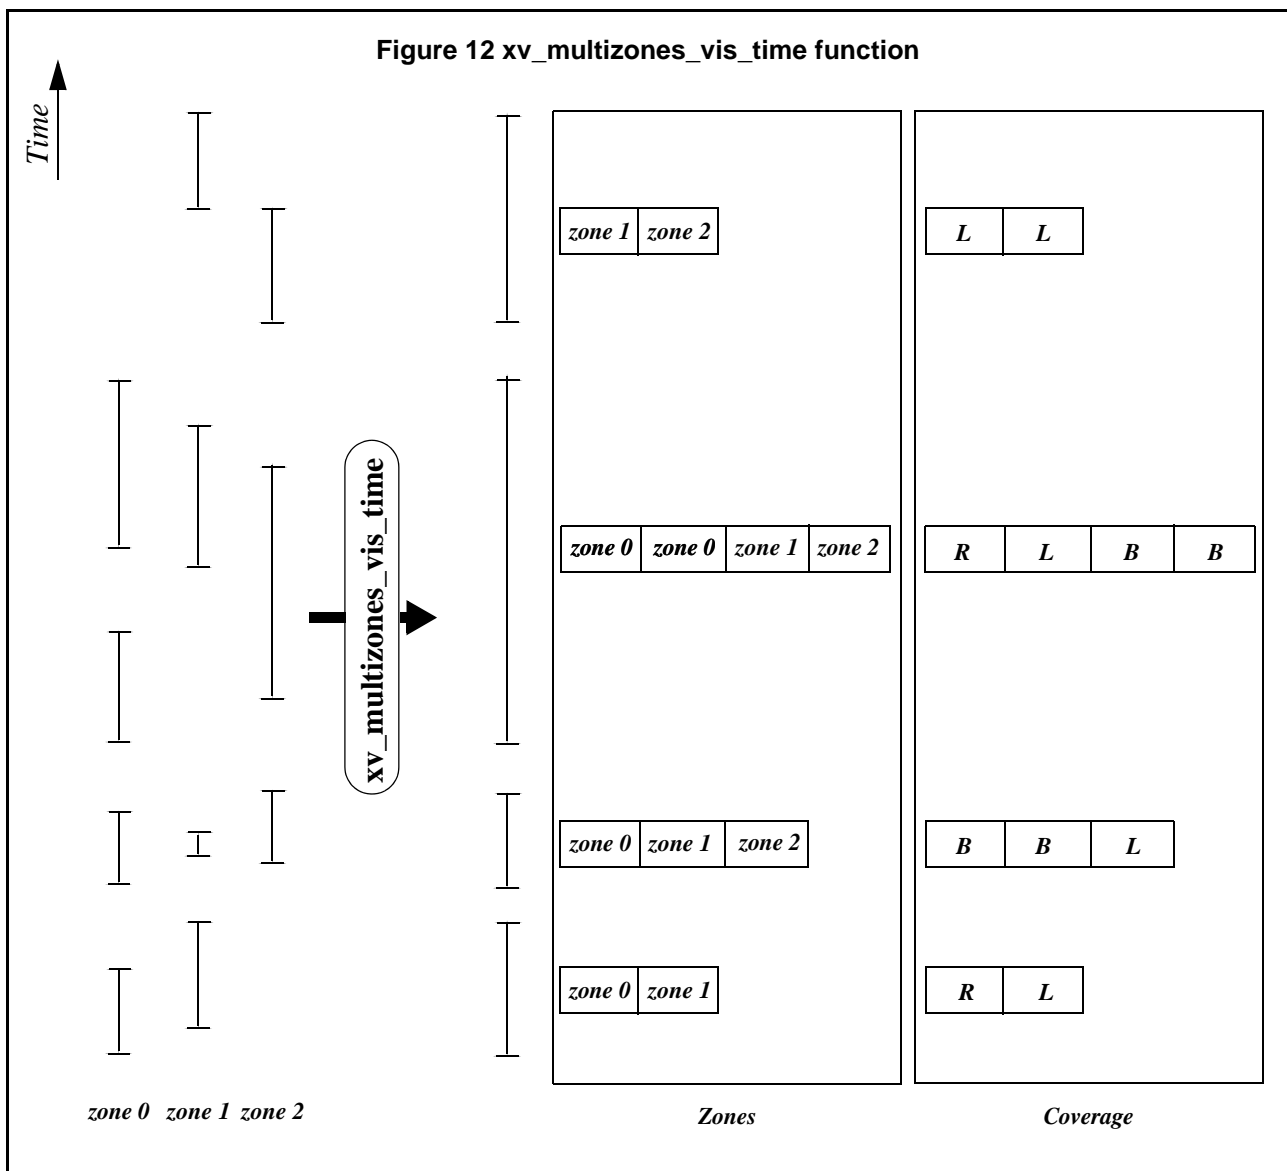 Figure 12 xv_multizones_vis_time function
Time
zone 1 zone 2
L L
xv_multizones_vis_time
zone 0 zone 0 zone 1 zone 2
R L B B
zone 0 zone 1 zone 2
B B L
zone 0 zone 1
R L
zone 0 zone 1 zone 2
Zones
Coverage